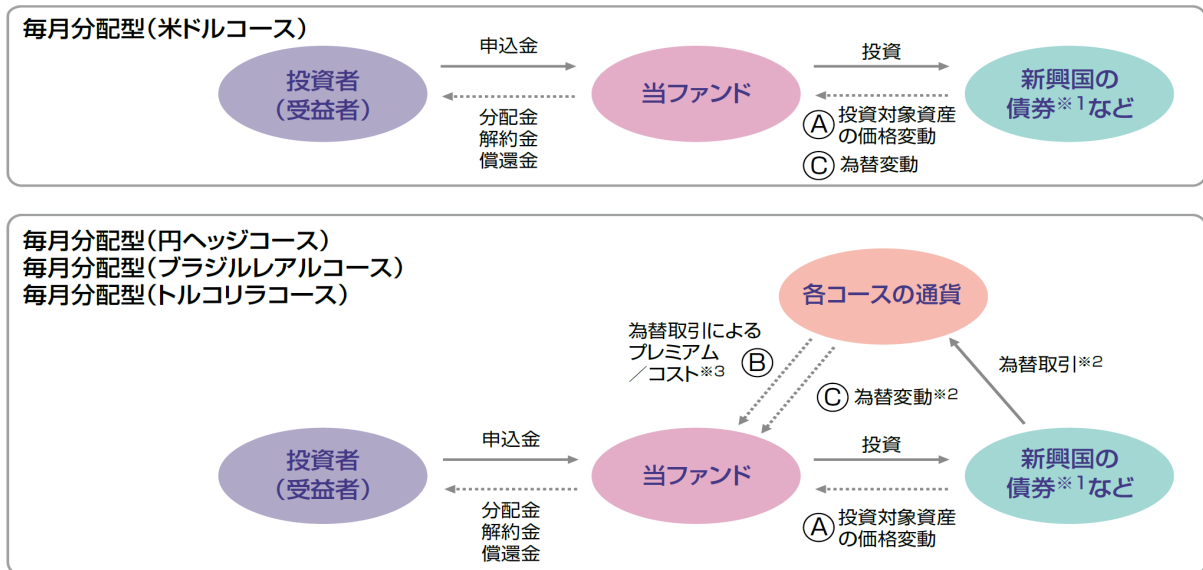 毎月分配型(米ドルコース)
投資者
(受益者)
申込金
分配金
解約金
償還金
当ファンド
投資
Ⓐ 投資対象資産
の価格変動
Ⓒ 為替変動
新興国の
債券※1など
毎月分配型(円ヘッジコース)
毎月分配型(ブラジルレアルコース)
毎月分配型(トルコリラコース)
各コースの通貨
為替取引による
プレミアム
/コスト※3
Ⓑ
Ⓒ 為替変動※2
為替取引※2
投資者
(受益者)
申込金
分配金
解約金
償還金
当ファンド
投資
Ⓐ 投資対象資産
の価格変動
新興国の
債券※1など